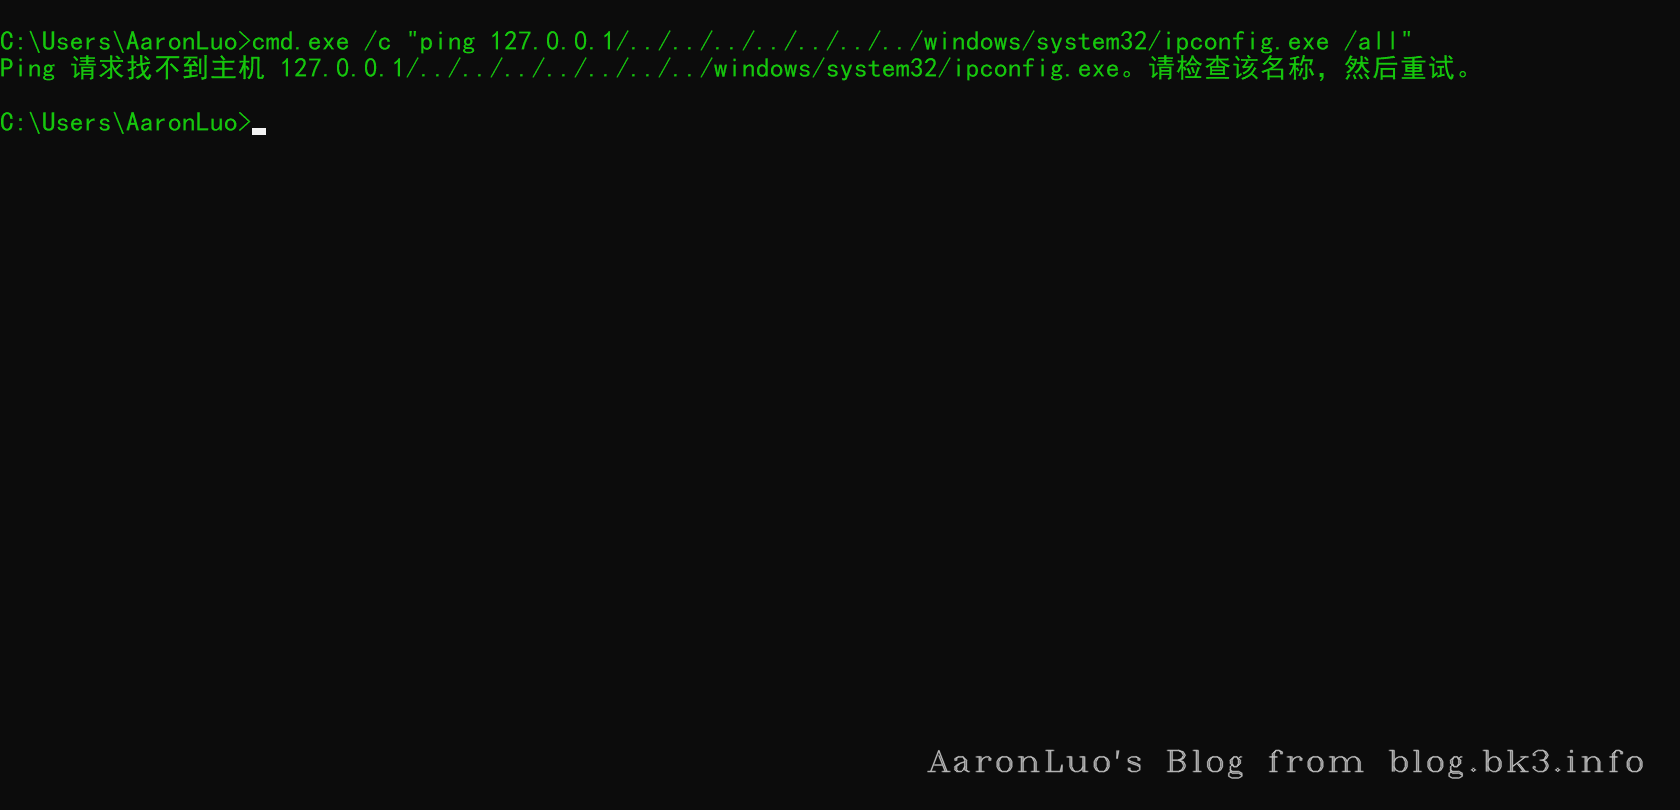 C:\Users\AaronLuo>cmd.exe /c "ping 127.0.0.1/../../../../../../../windows/system32/ipconfig.exe /all"
Ping 请求找不到主机 127.0.0.1/../../../../../../../windows/system32/ipconfig.exe。请检查该名称，然后重试。
C:\Users\AaronLuo>
AaronLuo's Blog from blog.bk3.info